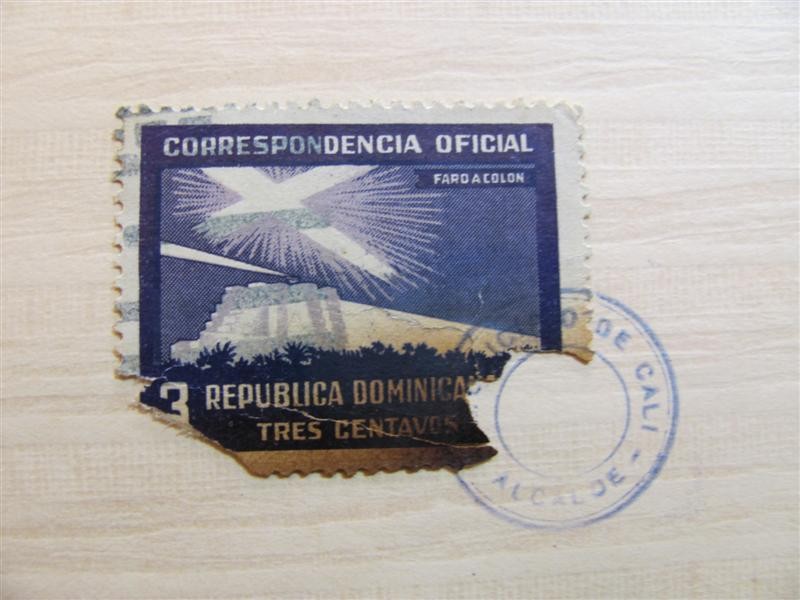 CORRESPONDENCIA OFICIAL
FARO A COLON
3 REPUBLICA DOMINICANA
TRES CENTAVOS
DE CALI
ALCALDE